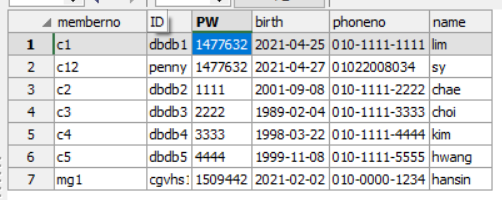 memberno ID PW birth phoneno name
1 c1 dbdb1 1477632 2021-04-25 010-1111-1111 lim
2 c12 penny 1477632 2021-04-27 01022008034 sy
3 c2 dbdb2 1111 2001-09-08 010-1111-2222 chae
4 c3 dbdb3 2222 1989-02-04 010-1111-3333 choi
5 c4 dbdb4 3333 1998-03-22 010-1111-4444 kim
6 c5 dbdb5 4444 1999-11-08 010-1111-5555 hwang
7 mg1 1509442 2021-02-02 010-0000-1234 hansin